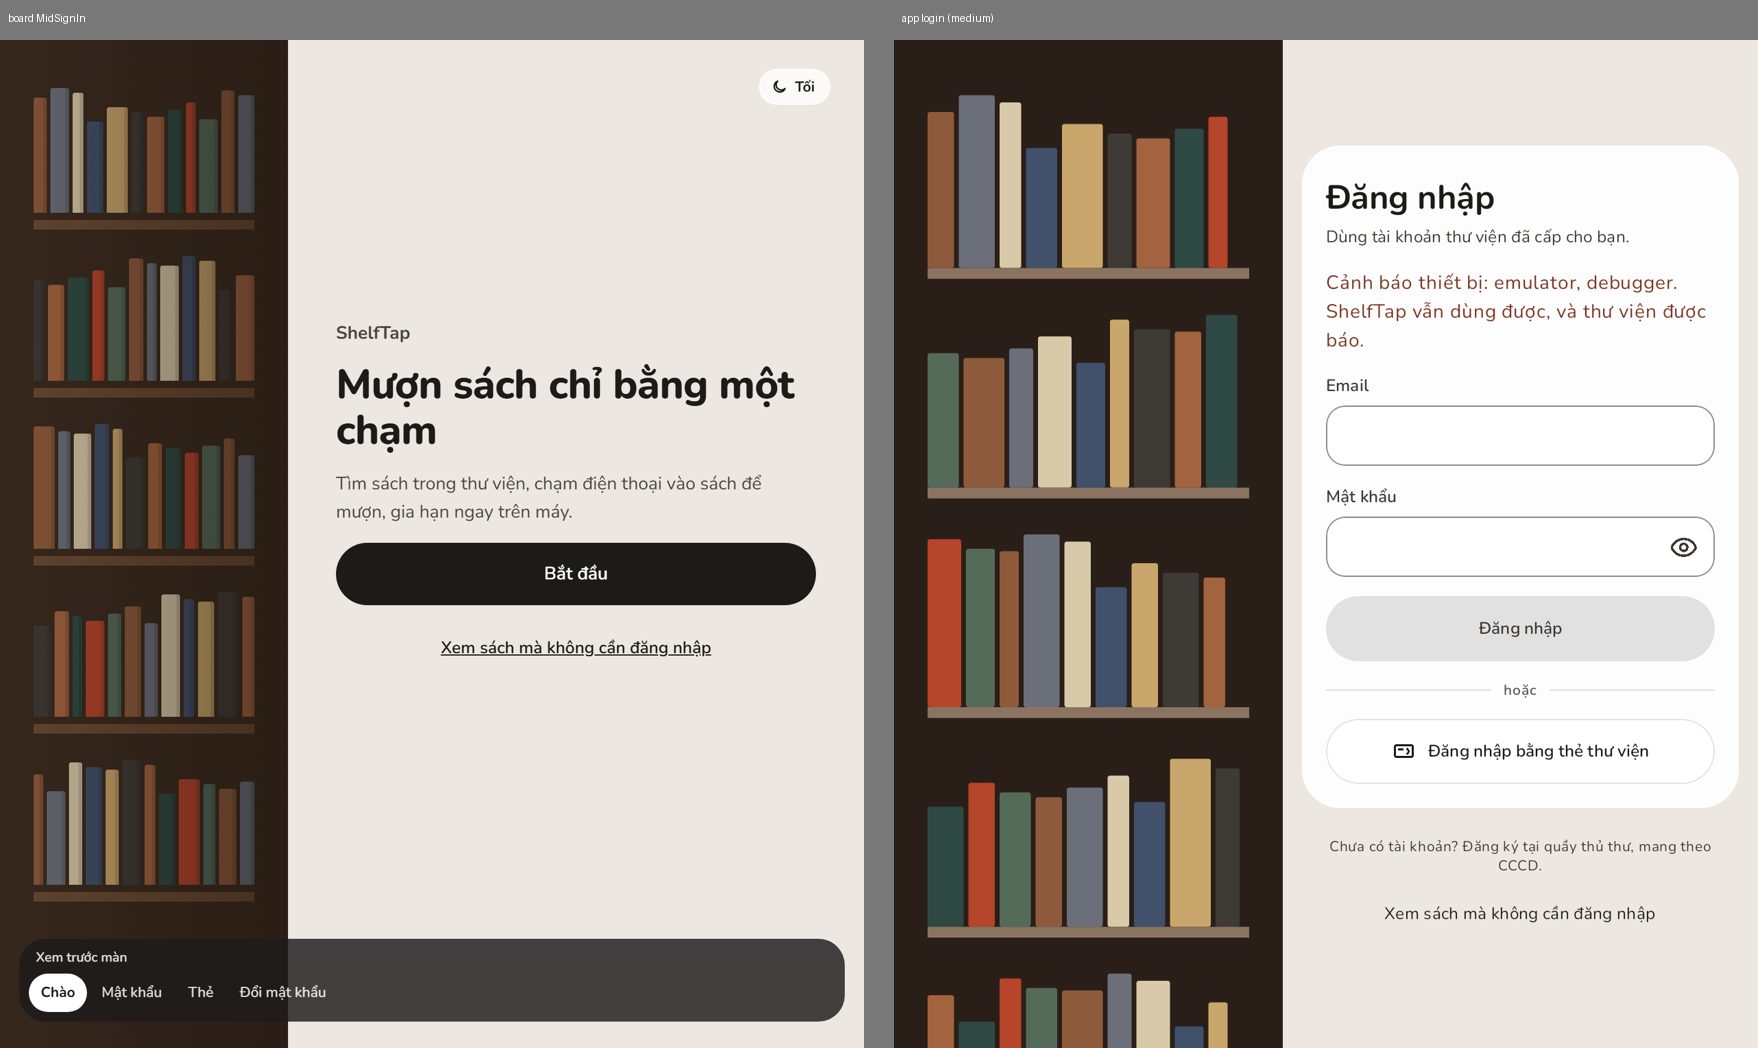 board MidSignIn
Tối
ShelfTap
Mượn sách chỉ bằng một
chạm
Tìm sách trong thư viện, chạm điện thoại vào sách để
mượn, gia hạn ngay trên máy.
Bắt đầu
Xem sách mà không cần đăng nhập
Xem trước màn
Chào
Mật khẩu
Thẻ
Đổi mật khẩu
app login (medium)
Đăng nhập
Dùng tài khoản thư viện đã cấp cho bạn.
Cảnh báo thiết bị: emulator, debugger.
ShelfTap vẫn dùng được, và thư viện được
báo.
Email
Mật khẩu
Đăng nhập
hoặc
Đăng nhập bằng thẻ thư viện
Chưa có tài khoản? Đăng ký tại quầy thủ thư, mang theo
CCCD.
Xem sách mà không cần đăng nhập